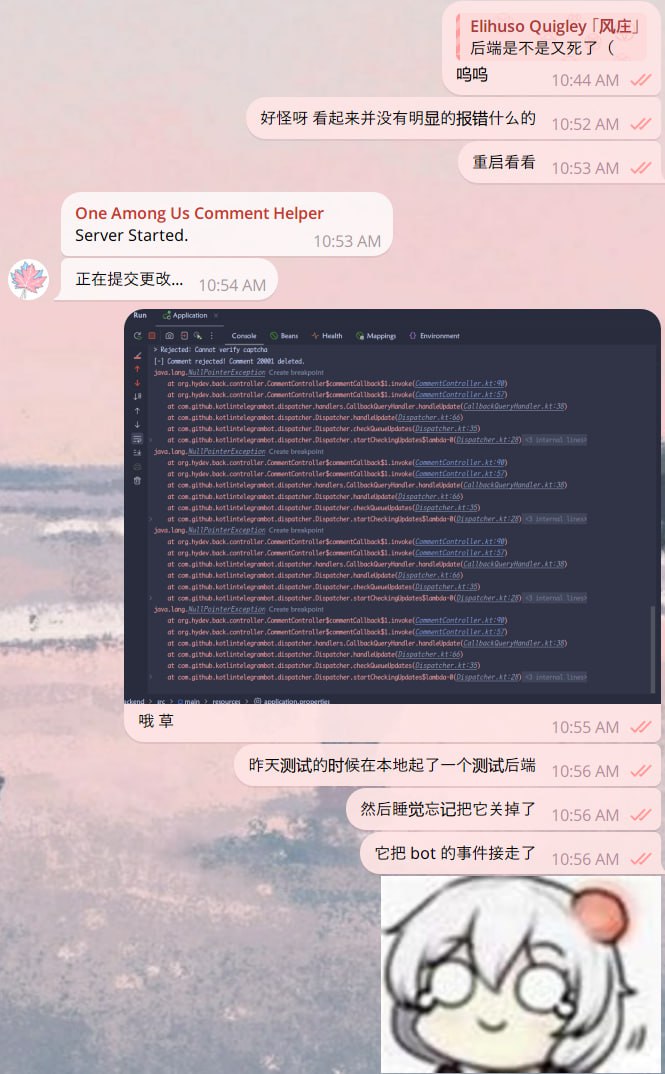 Elihuso Quigley「风庄」
后端是不是又死了（
呜呜
10:44 AM
好怪呀 看起来并没有明显的报错什么的
10:52 AM
重启看看
10:53 AM
One Among Us Comment Helper
Server Started.
10:53 AM
正在提交更改...
10:54 AM
Run Application
Console Beans Health Mappings Environment
> Rejected: Cannot verify captcha
[-] Comment rejected! Comment 20001 deleted.
java.lang.NullPointerException Create breakpoint
at org.hydev.back.controller.CommentController$commentCallback$1.invoke(CommentController.kt:90)
at org.hydev.back.controller.CommentController$commentCallback$1.invoke(CommentController.kt:57)
at com.github.kotlintelegrambot.dispatcher.handlers.CallbackQueryHandler.handleUpdate(CallbackQueryHandler.kt:38)
at com.github.kotlintelegrambot.dispatcher.Dispatcher.handleUpdate(Dispatcher.kt:66)
at com.github.kotlintelegrambot.dispatcher.Dispatcher.checkQueueUpdates(Dispatcher.kt:35)
at com.github.kotlintelegrambot.dispatcher.Dispatcher.startCheckingUpdates$lambda-0(Dispatcher.kt:28) <3 internal lines>
java.lang.NullPointerException Create breakpoint
at org.hydev.back.controller.CommentController$commentCallback$1.invoke(CommentController.kt:90)
at org.hydev.back.controller.CommentController$commentCallback$1.invoke(CommentController.kt:57)
at com.github.kotlintelegrambot.dispatcher.handlers.CallbackQueryHandler.handleUpdate(CallbackQueryHandler.kt:38)
at com.github.kotlintelegrambot.dispatcher.Dispatcher.handleUpdate(Dispatcher.kt:66)
at com.github.kotlintelegrambot.dispatcher.Dispatcher.checkQueueUpdates(Dispatcher.kt:35)
at com.github.kotlintelegrambot.dispatcher.Dispatcher.startCheckingUpdates$lambda-0(Dispatcher.kt:28) <3 internal lines>
java.lang.NullPointerException Create breakpoint
at org.hydev.back.controller.CommentController$commentCallback$1.invoke(CommentController.kt:90)
at org.hydev.back.controller.CommentController$commentCallback$1.invoke(CommentController.kt:57)
at com.github.kotlintelegrambot.dispatcher.handlers.CallbackQueryHandler.handleUpdate(CallbackQueryHandler.kt:38)
at com.github.kotlintelegrambot.dispatcher.Dispatcher.handleUpdate(Dispatcher.kt:66)
at com.github.kotlintelegrambot.dispatcher.Dispatcher.checkQueueUpdates(Dispatcher.kt:35)
at com.github.kotlintelegrambot.dispatcher.Dispatcher.startCheckingUpdates$lambda-0(Dispatcher.kt:28) <3 internal lines>
java.lang.NullPointerException Create breakpoint
at org.hydev.back.controller.CommentController$commentCallback$1.invoke(CommentController.kt:90)
at org.hydev.back.controller.CommentController$commentCallback$1.invoke(CommentController.kt:57)
at com.github.kotlintelegrambot.dispatcher.handlers.CallbackQueryHandler.handleUpdate(CallbackQueryHandler.kt:38)
at com.github.kotlintelegrambot.dispatcher.Dispatcher.handleUpdate(Dispatcher.kt:66)
at com.github.kotlintelegrambot.dispatcher.Dispatcher.checkQueueUpdates(Dispatcher.kt:35)
at com.github.kotlintelegrambot.dispatcher.Dispatcher.startCheckingUpdates$lambda-0(Dispatcher.kt:28) <3 internal lines>
ckend > src > main > resources > application.properties
哦 草
10:55 AM
昨天测试的时候在本地起了一个测试后端
10:56 AM
然后睡觉忘记把它关掉了
10:56 AM
它把 bot 的事件接走了
10:56 AM